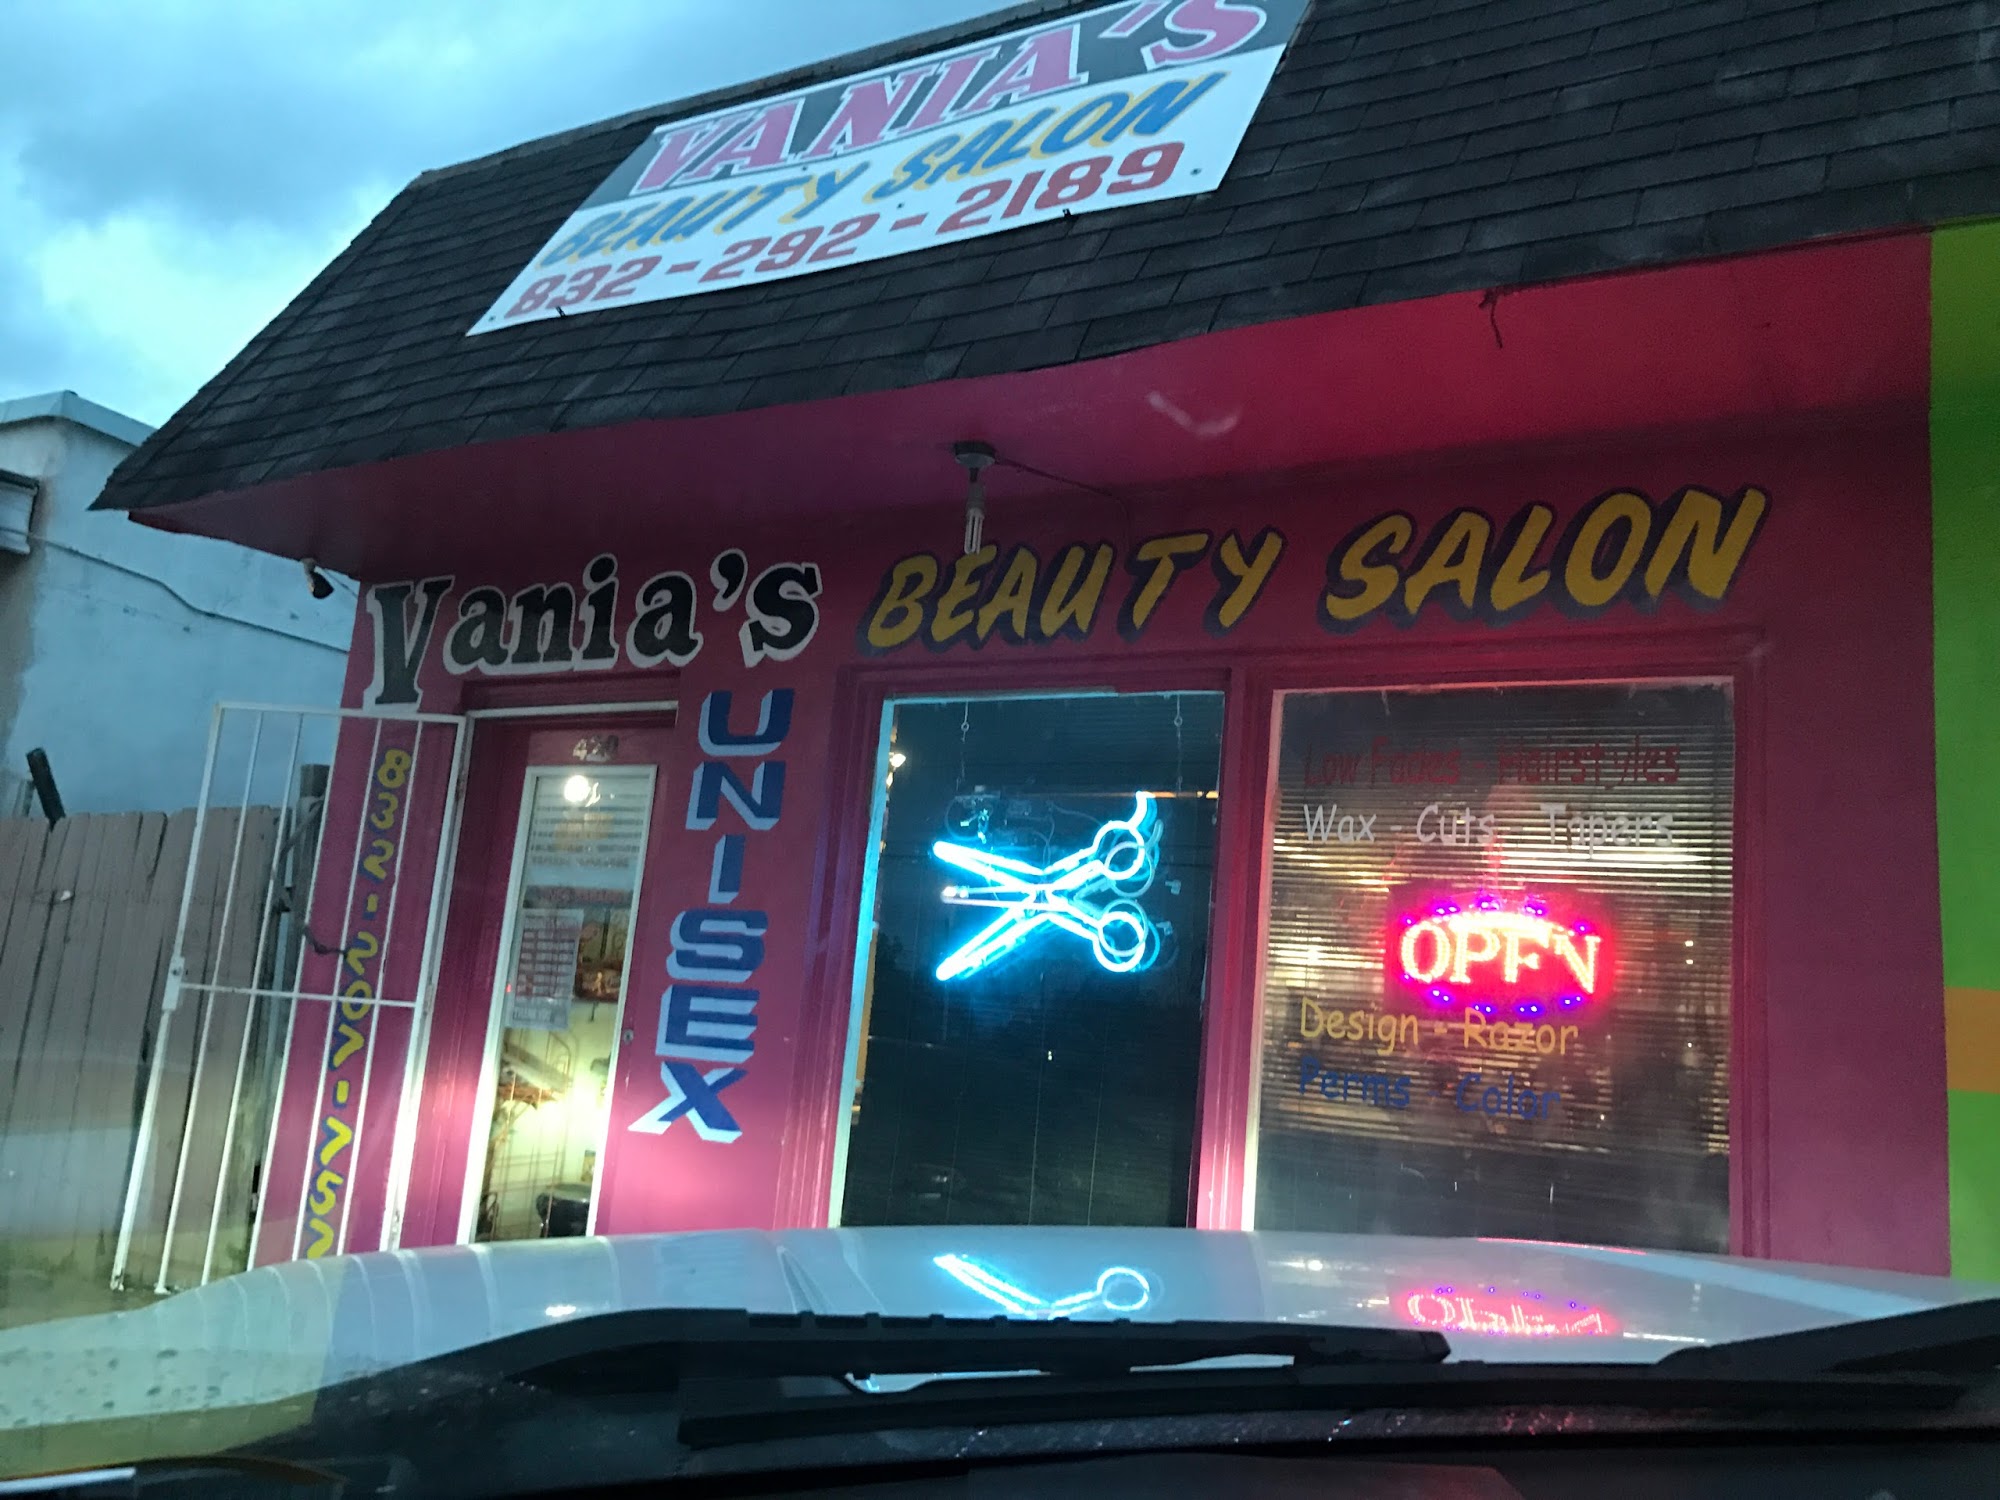 VANIA'S
BEAUTY SALON
832-292-2189
Vania's BEAUTY SALON
UNISEX
420
Low Fades - Hairstyles
Wax - Cuts - Tapers
OPEN
Design - Razor
Perms - Color